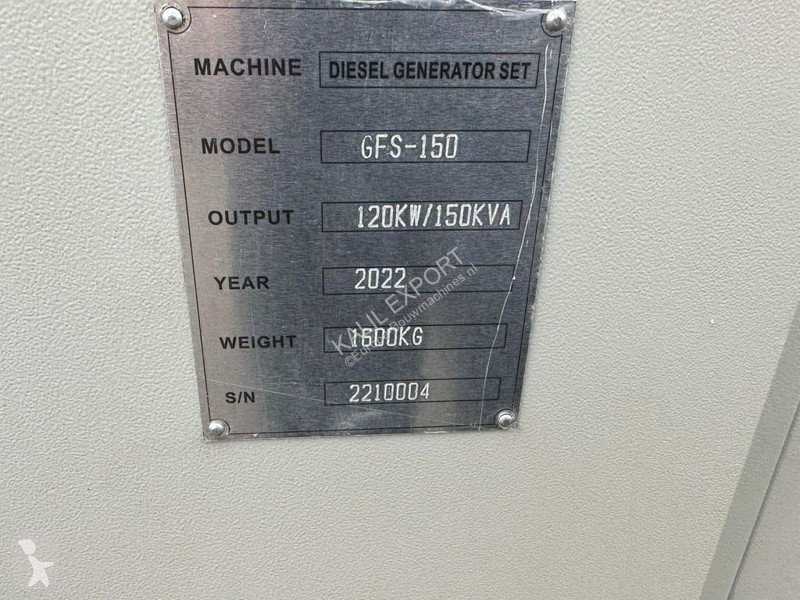 MACHINE DIESEL GENERATOR SET
MODEL GFS-150
OUTPUT 120KW/150KVA
YEAR 2022
WEIGHT 1600KG
S/N 2210004
KUHL EXPORT